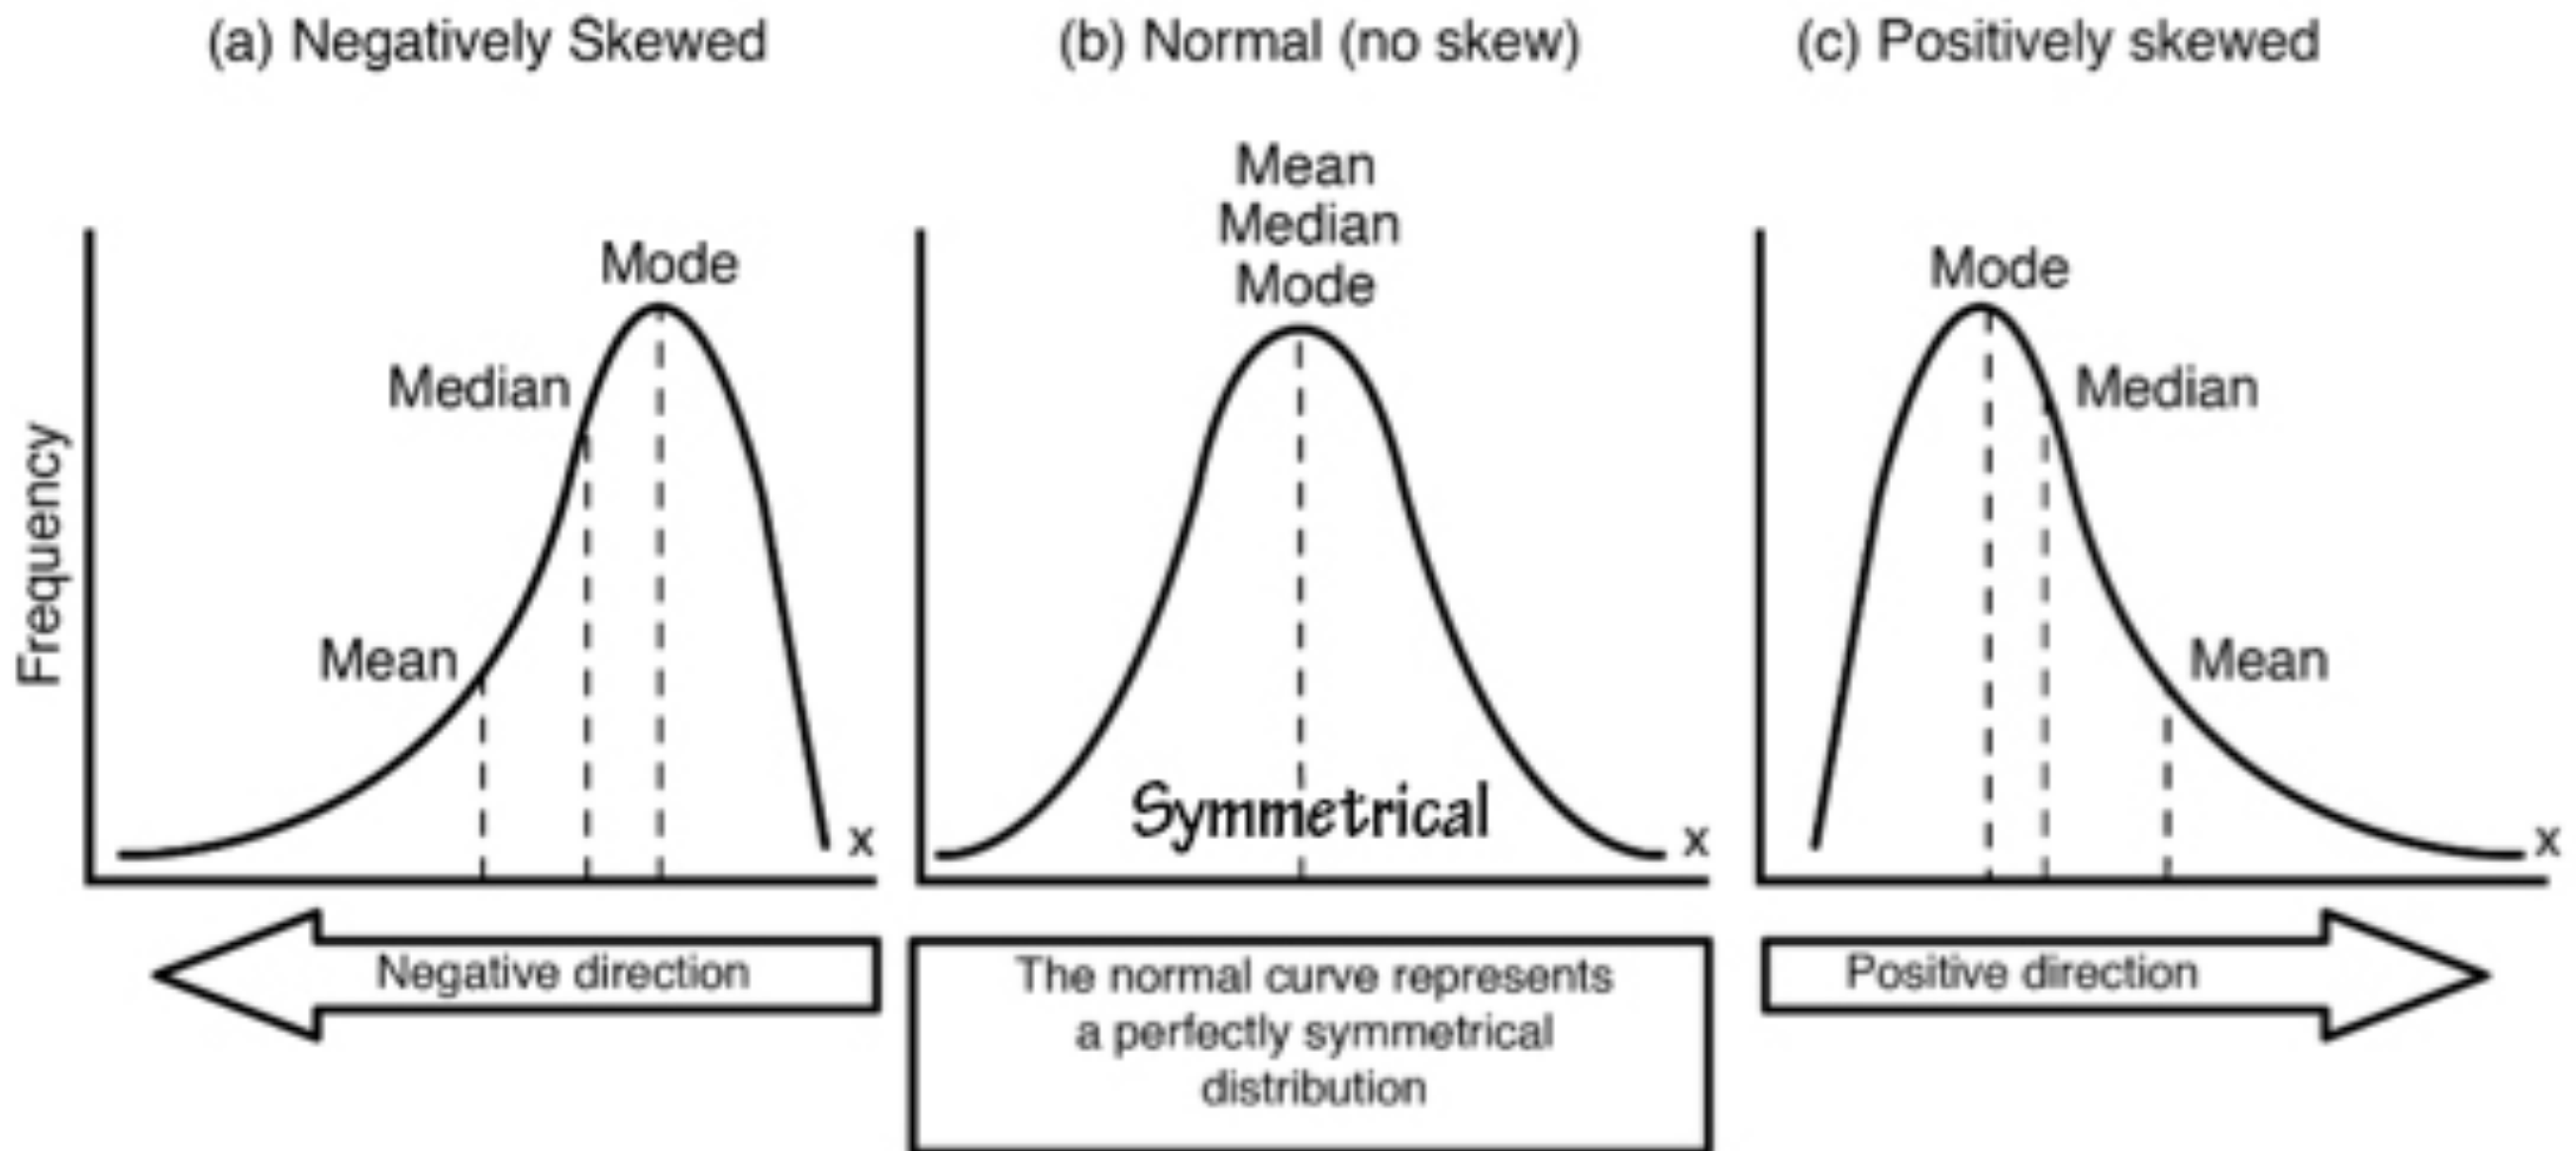 (a) Negatively Skewed
(b) Normal (no skew)
(c) Positively skewed
Frequency
Mode
Median
Mean
x
Negative direction
Mean
Median
Mode
Symmetrical
x
The normal curve represents
a perfectly symmetrical
distribution
Mode
Median
Mean
x
Positive direction